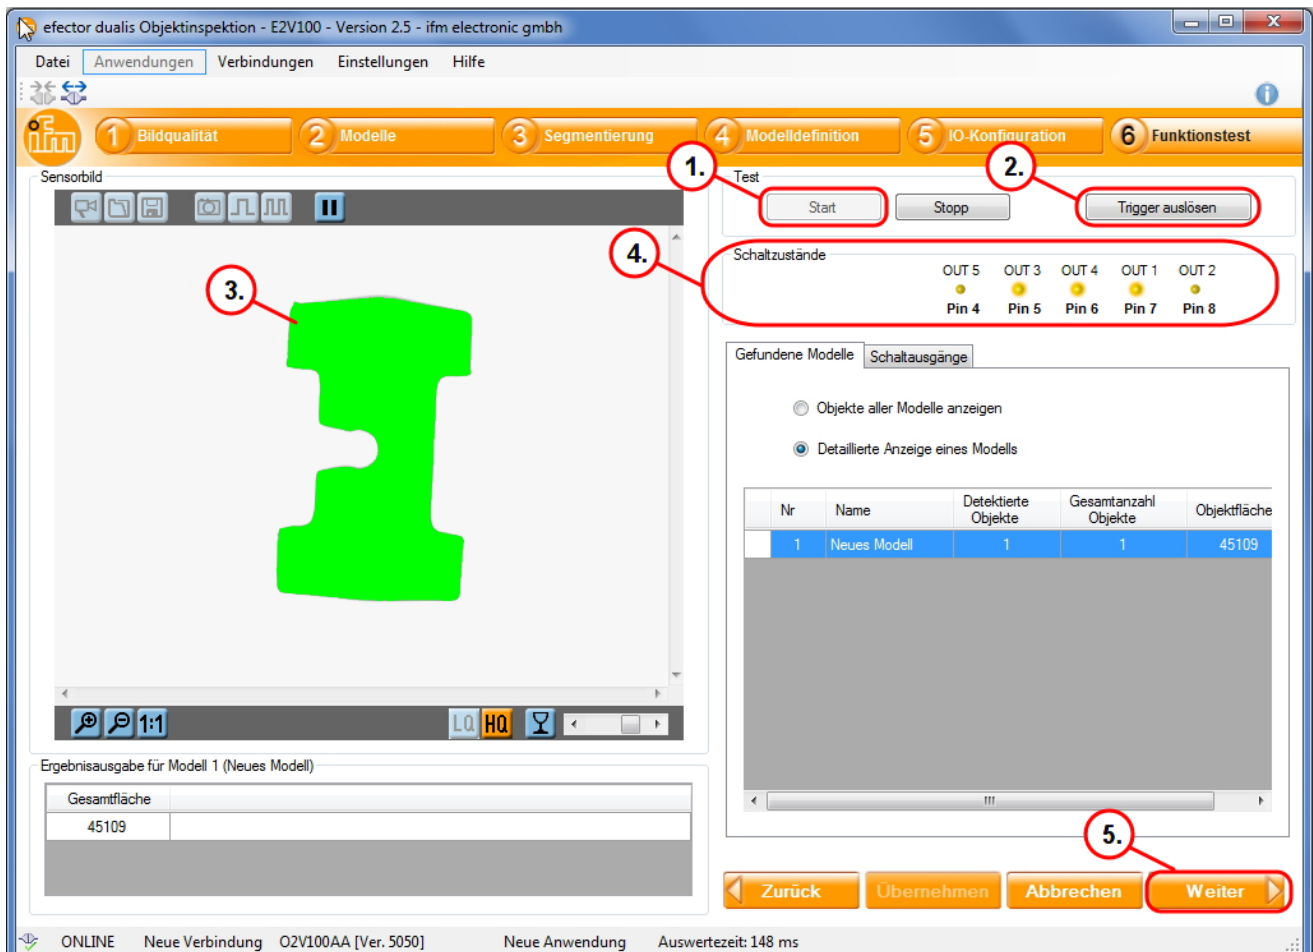 efector dualis Objektinspektion - E2V100 - Version 2.5 - ifm electronic gmbh
Datei Anwendungen Verbindungen Einstellungen Hilfe
ifm
1 Bildqualität 2 Modelle 3 Segmentierung 4 Modelldefinition 5 IO-Konfiguration 6 Funktionstest
Sensorbild
3.
1:1 LQ HQ
Ergebnisausgabe für Modell 1 (Neues Modell)
Gesamtfläche
45109
1. 2.
Test
Start Stopp Trigger auslösen
4.
Schaltzustände
OUT 5 OUT 3 OUT 4 OUT 1 OUT 2
Pin 4 Pin 5 Pin 6 Pin 7 Pin 8
Gefundene Modelle Schaltausgänge
Objekte aller Modelle anzeigen
Detaillierte Anzeige eines Modells
Nr Name Detektierte Objekte Gesamtanzahl Objekte Objektfläche
1 Neues Modell 1 1 45109
5.
Zurück Übernehmen Abbrechen Weiter
ONLINE Neue Verbindung O2V100AA [Ver. 5050] Neue Anwendung Auswertezeit: 148 ms